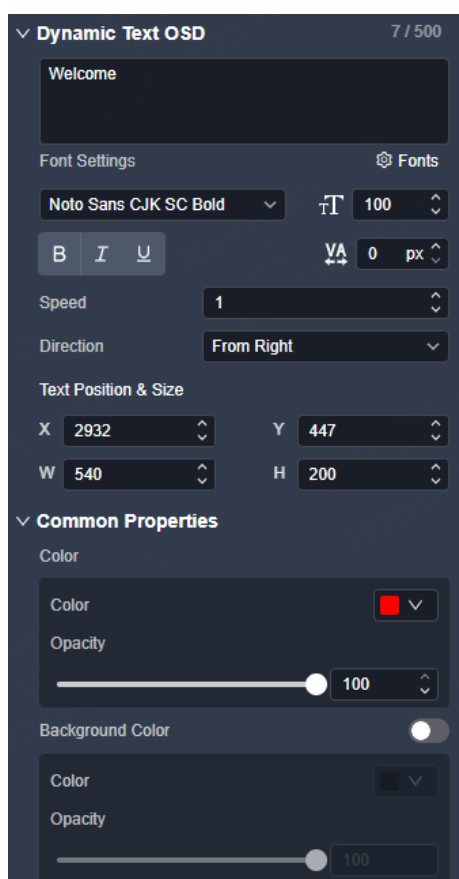 Dynamic Text OSD 7 / 500
Welcome
Font Settings Fonts
Noto Sans CJK SC Bold TT 100
B I U VA 0 px
Speed 1
Direction From Right
Text Position & Size
X 2932 Y 447
W 540 H 200
Common Properties
Color
Color
Opacity
100
Background Color
Color
Opacity
100